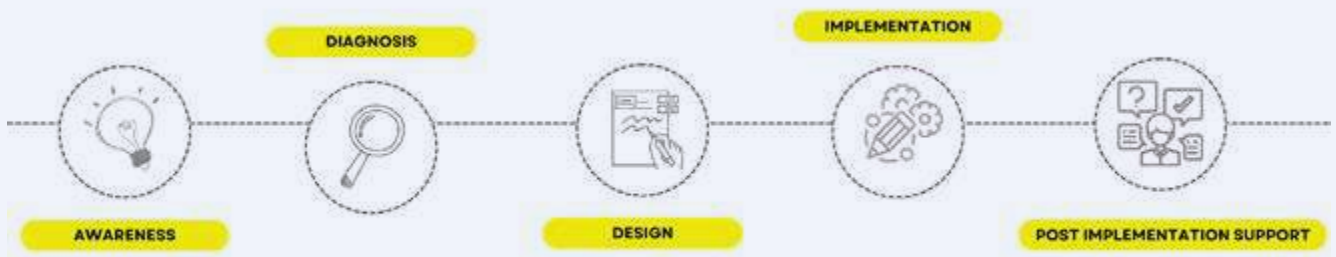 AWARENESS
DIAGNOSIS
DESIGN
IMPLEMENTATION
POST IMPLEMENTATION SUPPORT